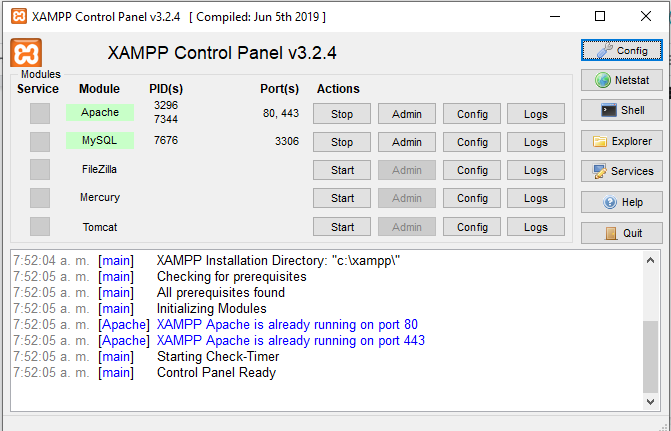 XAMPP Control Panel v3.2.4 [ Compiled: Jun 5th 2019 ]
XAMPP Control Panel v3.2.4
Config
Modules
Service Module PID(s) Port(s) Actions
Netstat
Apache 3296 7344 80, 443 Stop Admin Config Logs
Shell
MySQL 7676 3306 Stop Admin Config Logs
Explorer
FileZilla Start Admin Config Logs
Services
Mercury Start Admin Config Logs
Help
Tomcat Start Admin Config Logs
Quit
7:52:04 a. m. [main] XAMPP Installation Directory: "c:\xampp\"
7:52:05 a. m. [main] Checking for prerequisites
7:52:05 a. m. [main] All prerequisites found
7:52:05 a. m. [main] Initializing Modules
7:52:05 a. m. [Apache] XAMPP Apache is already running on port 80
7:52:05 a. m. [Apache] XAMPP Apache is already running on port 443
7:52:05 a. m. [main] Starting Check-Timer
7:52:05 a. m. [main] Control Panel Ready